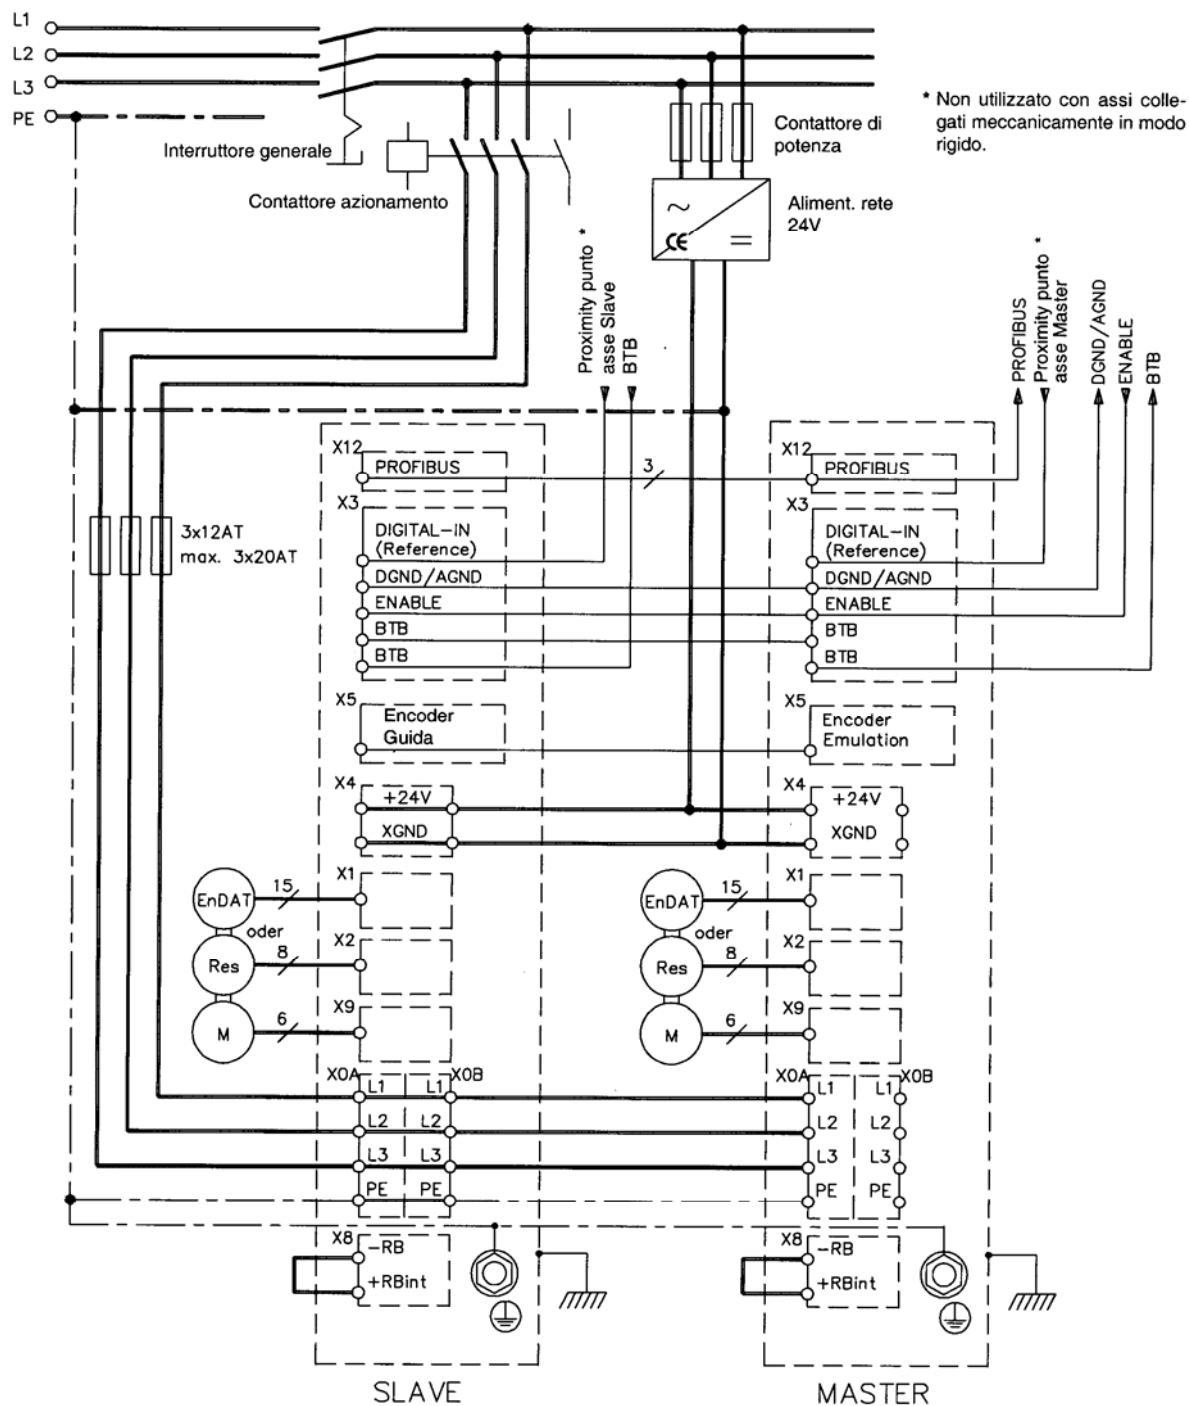 L1
L2
L3
PE
* Non utilizzato con assi colle-
gati meccanicamente in modo
rigido.
Interruttore generale
Contattore azionamento
Contattore di
potenza
Aliment. rete
24V
~
CE
=
Proximity punto *
asse Slave
BTB
PROFIBUS
Proximity punto *
asse Master
DGND/AGND
ENABLE
BTB
3x12AT
max. 3x20AT
X12
PROFIBUS
3
X12
PROFIBUS
X3
DIGITAL-IN
(Reference)
DGND/AGND
ENABLE
BTB
BTB
X3
DIGITAL-IN
(Reference)
DGND/AGND
ENABLE
BTB
BTB
X5
Encoder
Guida
X5
Encoder
Emulation
X4
+24V
XGND
X4
+24V
XGND
EnDAT
15
X1
oder
Res
8
X2
M
6
X9
EnDAT
15
X1
oder
Res
8
X2
M
6
X9
X0A
L1
L1
X0B
L2
L2
L3
L3
PE
PE
X0A
L1
L1
X0B
L2
L2
L3
L3
PE
PE
X8
-RB
+RBint
X8
-RB
+RBint
SLAVE
MASTER